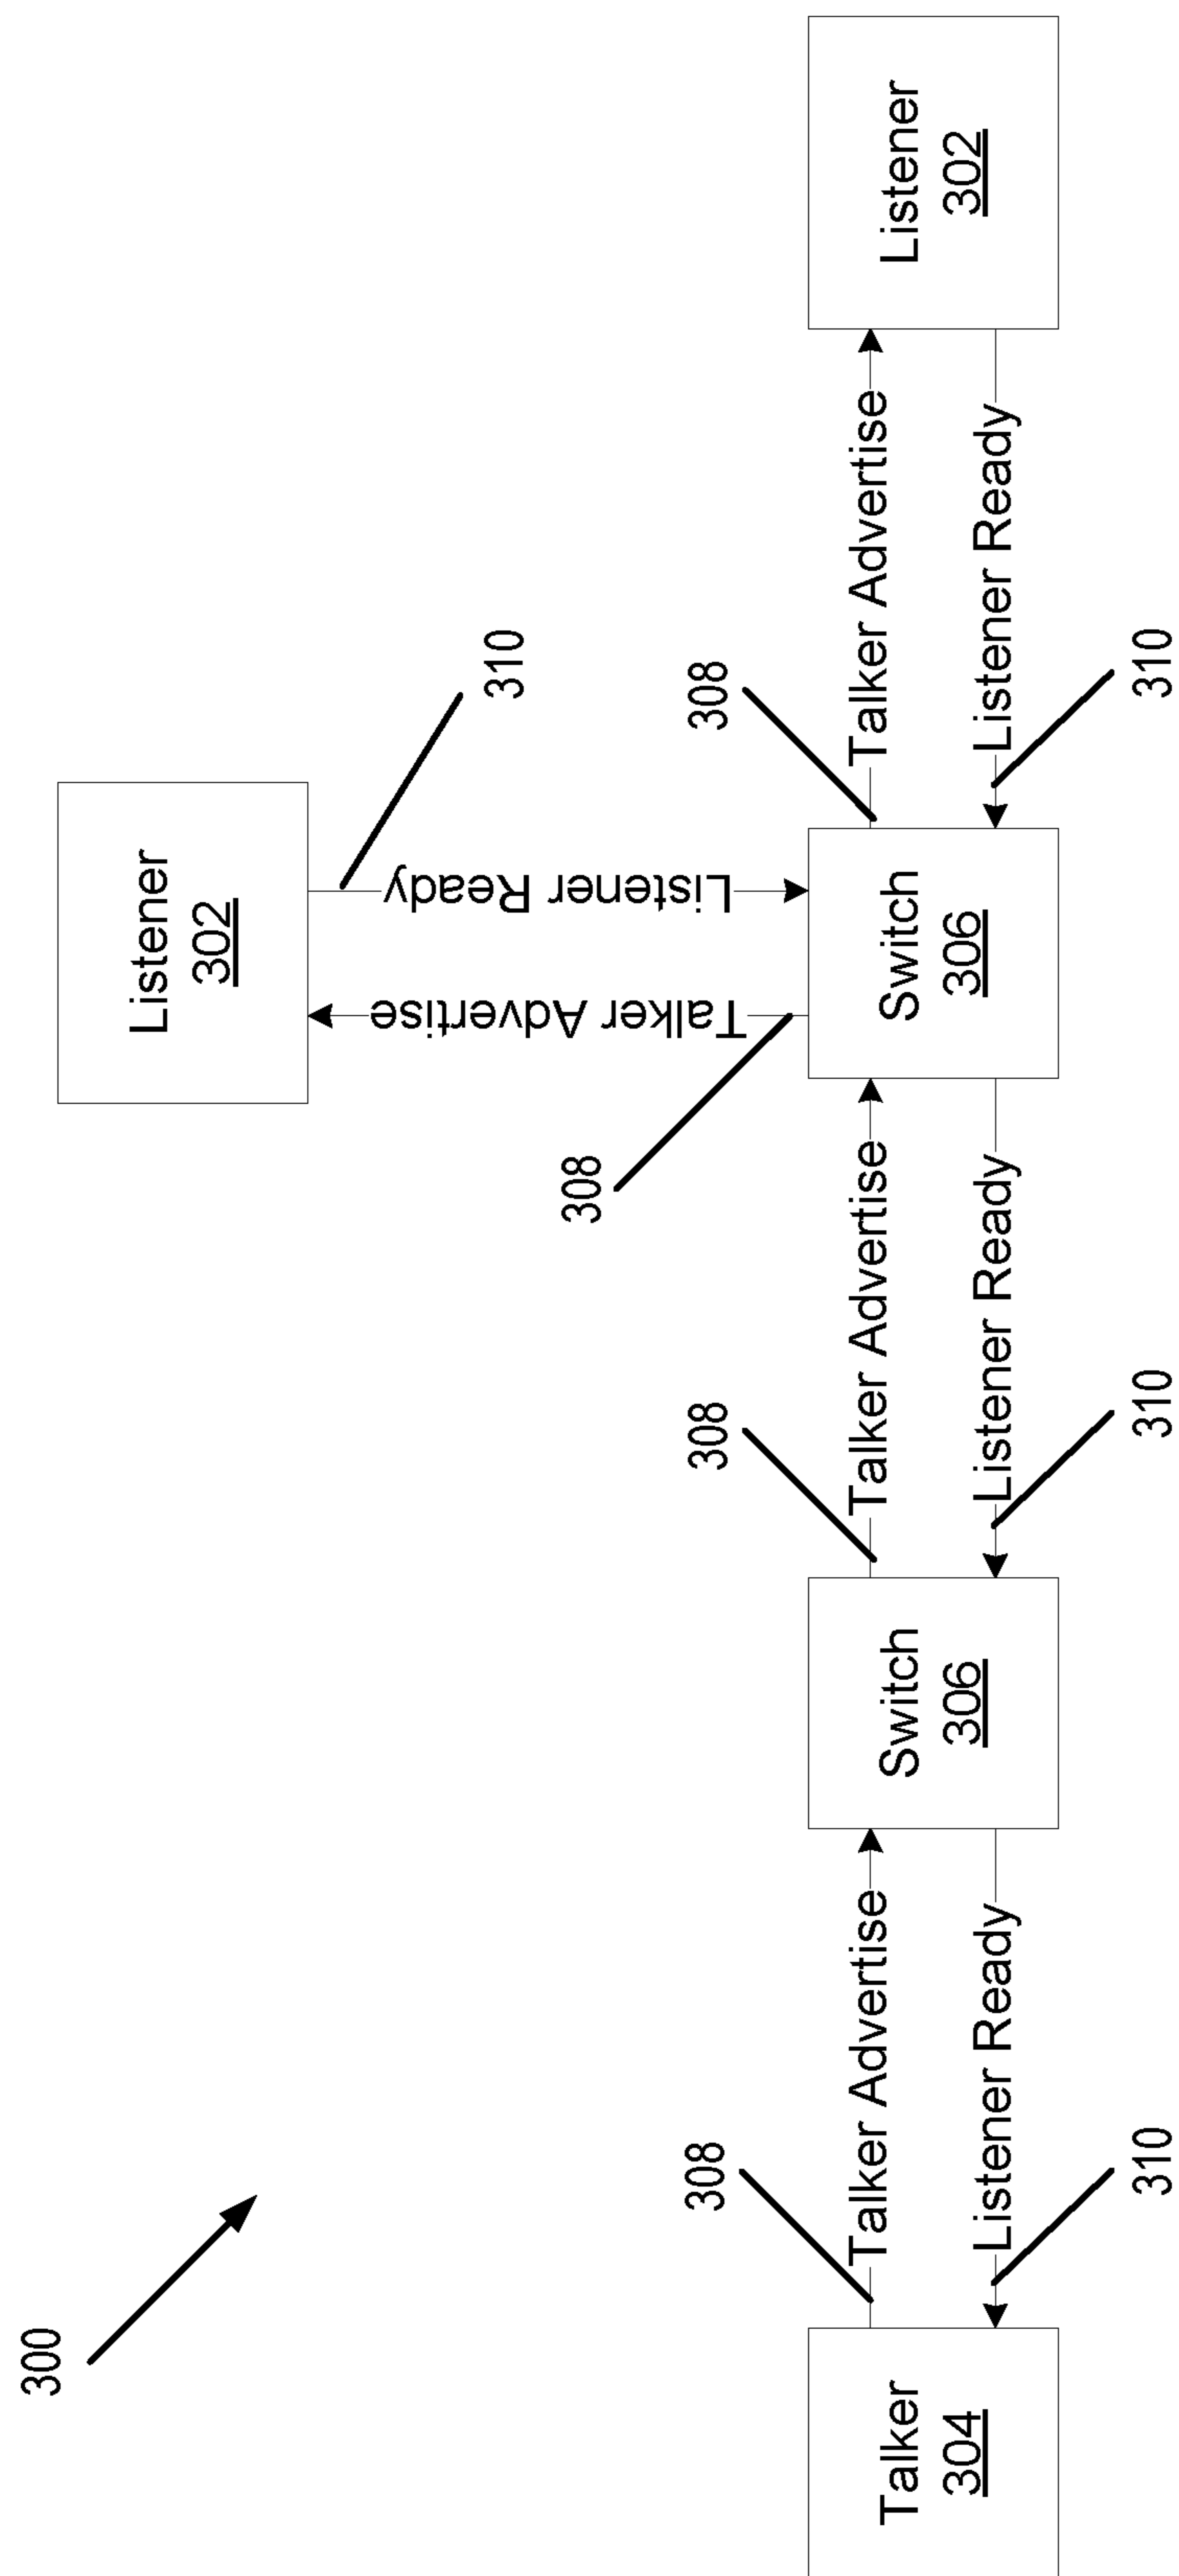 300
Listener
302
310
Talker Advertise
Listener Ready
308
308
308
308
Talker Advertise
Talker Advertise
Talker Advertise
Talker
304
Switch
306
Switch
306
Listener
302
Listener Ready
Listener Ready
Listener Ready
310
310
310